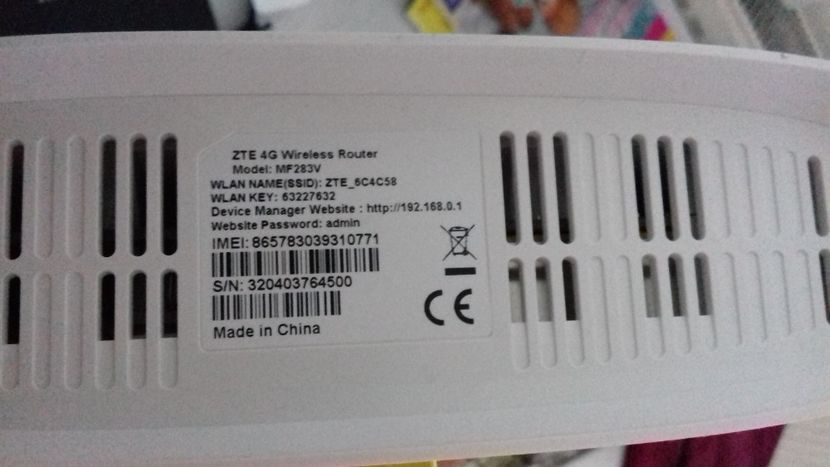 ZTE 4G Wireless Router
Model: MF283V
WLAN NAME(SSID): ZTE_6C4C58
WLAN KEY: 63227632
Device Manager Website : http://192.168.0.1
Website Password: admin
IMEI: 865783039310771
S/N: 320403764500
CE
Made in China